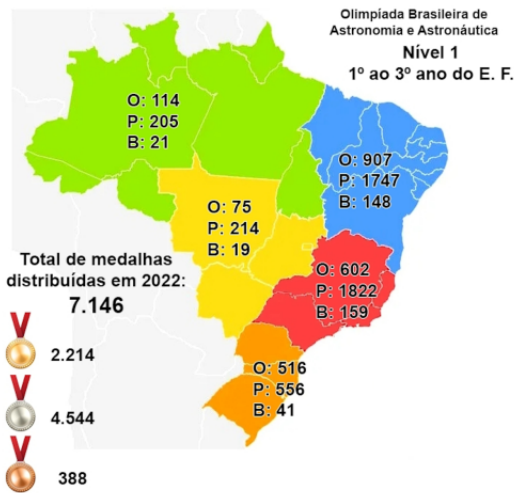 Olimpíada Brasileira de
Astronomia e Astronáutica
Nível 1
1º ao 3º ano do E. F.
O: 114
P: 205
B: 21
O: 907
P: 1747
B: 148
O: 75
P: 214
B: 19
O: 602
P: 1822
B: 159
O: 516
P: 556
B: 41
Total de medalhas
distribuídas em 2022:
7.146
2.214
4.544
388